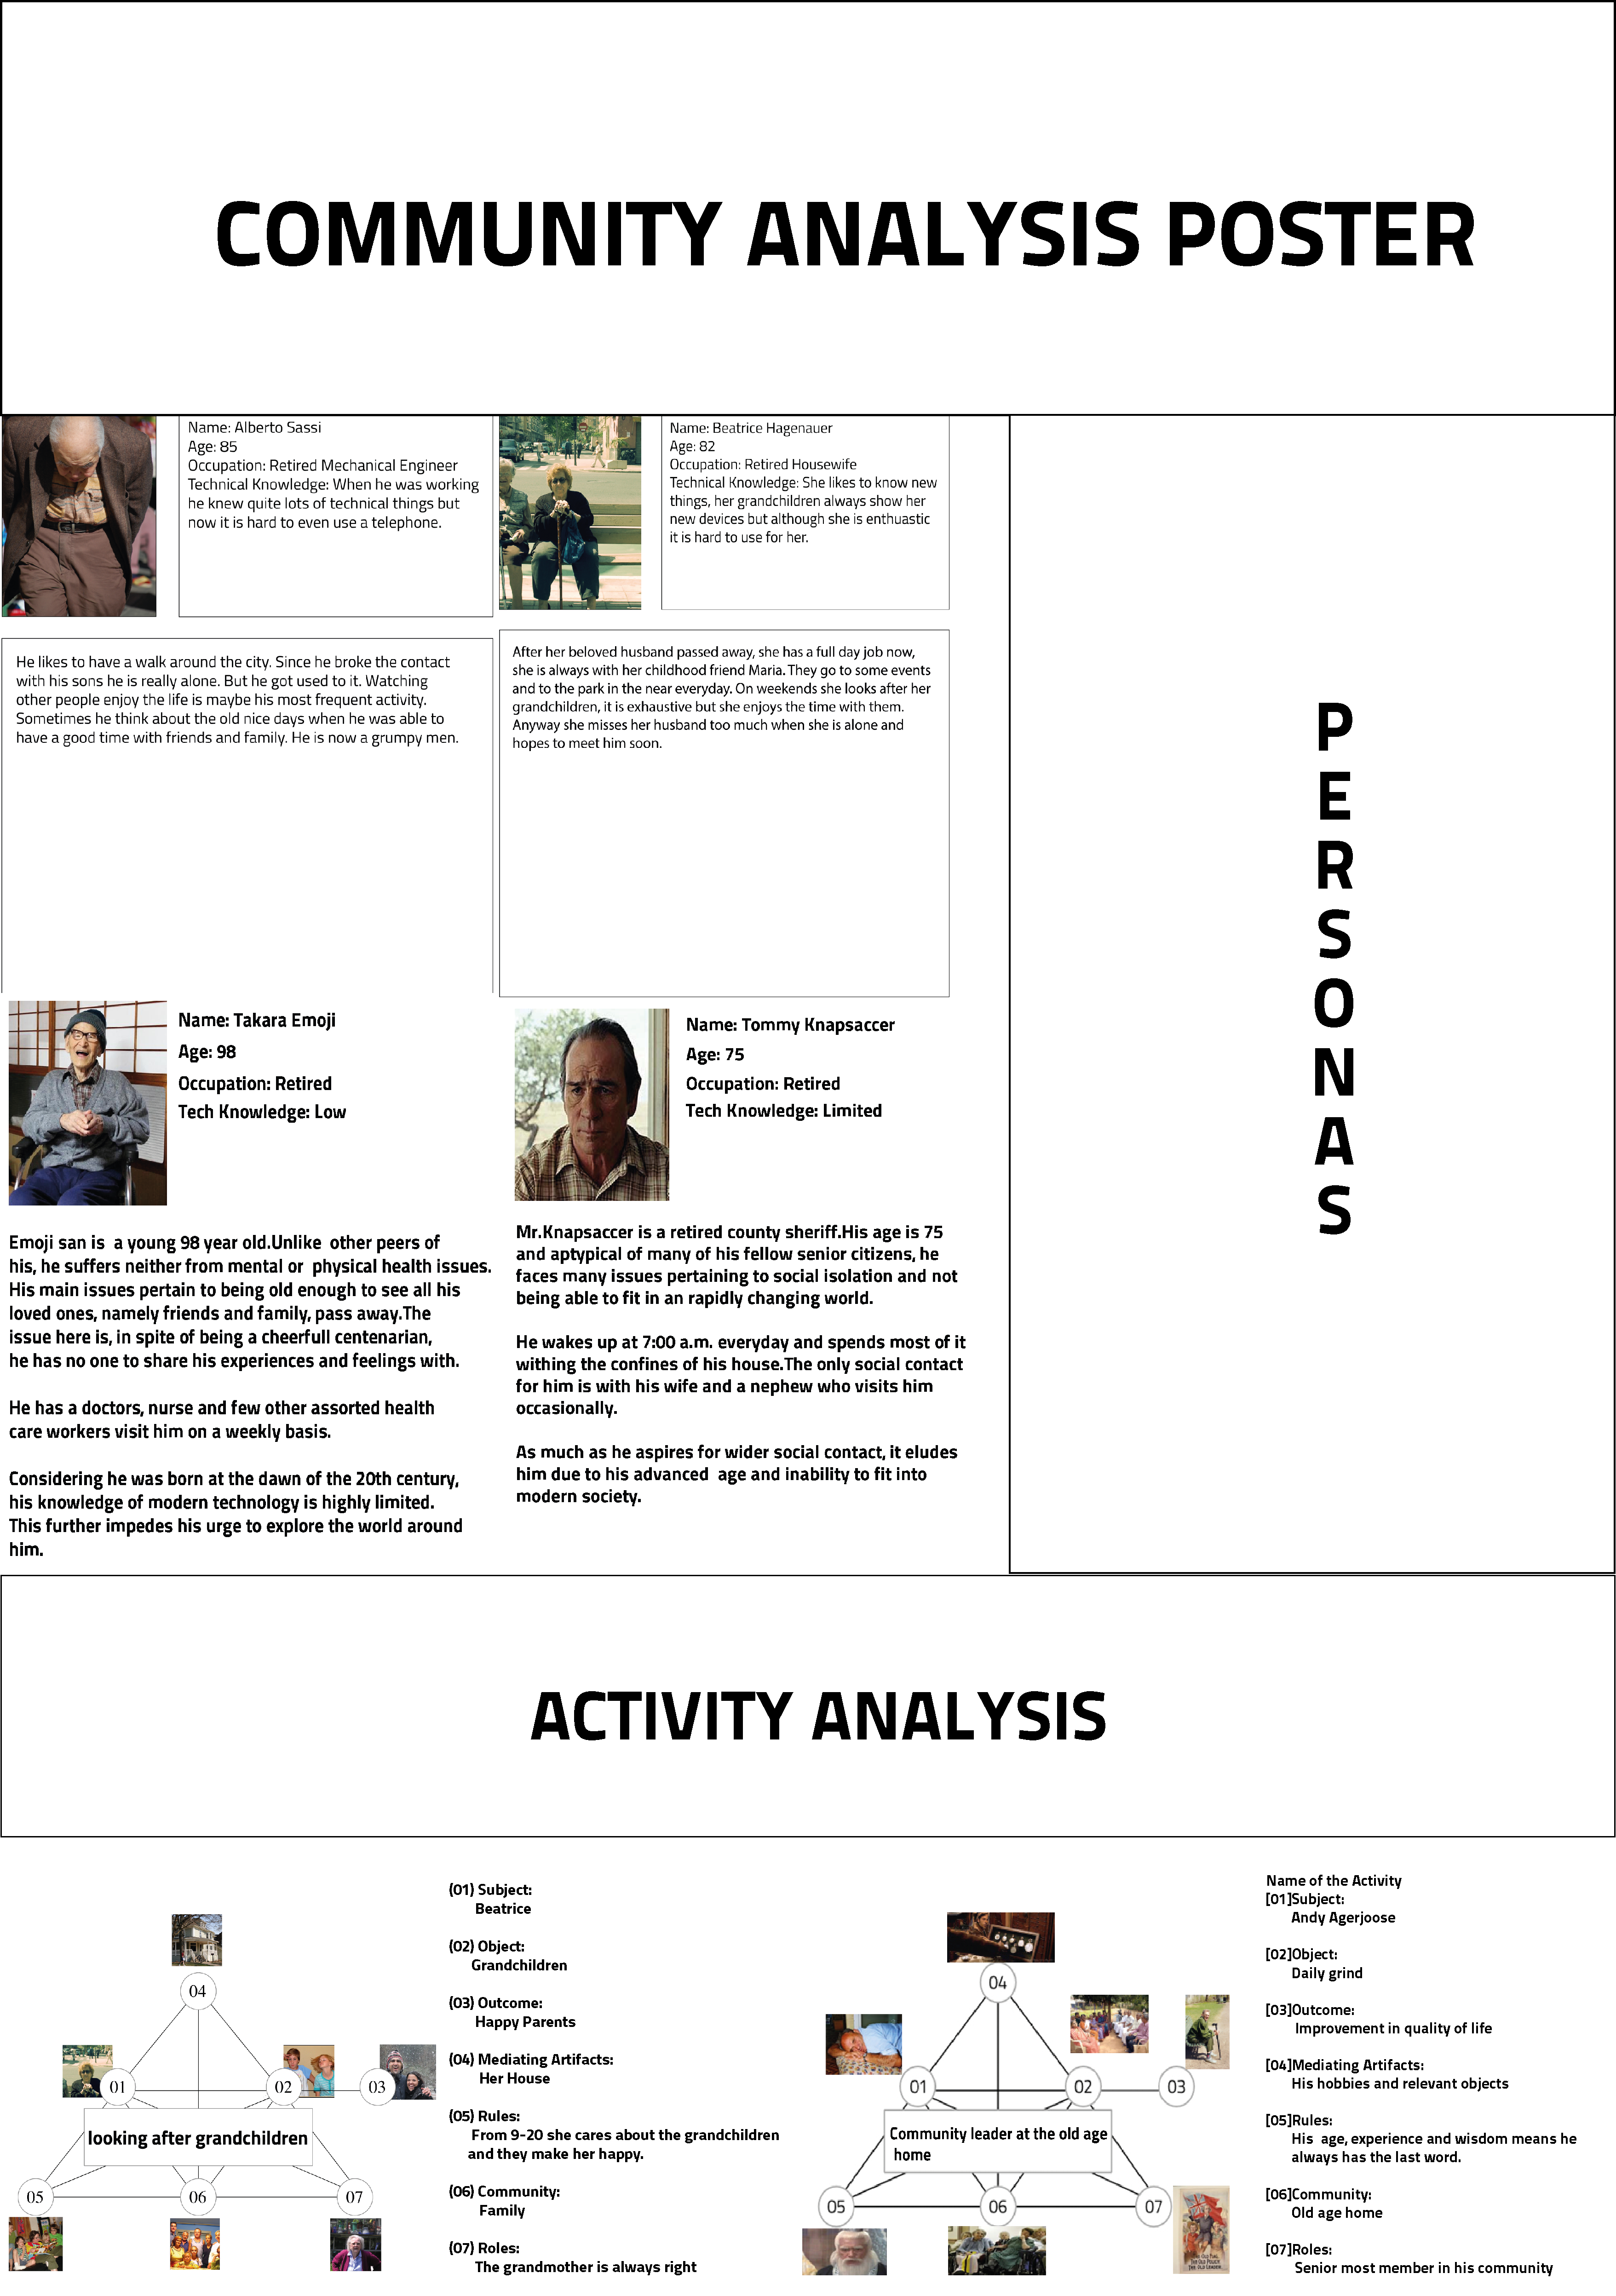 COMMUNITY ANALYSIS POSTER
Name: Alberto Sassi
Age: 85
Occupation: Retired Mechanical Engineer
Technical Knowledge: When he was working
he knew quite lots of technical things but
now it is hard to even use a telephone.
He likes to have a walk around the city. Since he broke the contact
with his sons he is really alone. But he got used to it. Watching
other people enjoy the life is maybe his most frequent activity.
Sometimes he think about the old nice days when he was able to
have a good time with friends and family. He is now a grumpy men.
Name: Beatrice Hagenauer
Age: 82
Occupation: Retired Housewife
Technical Knowledge: She likes to know new
things, her grandchildren always show her
new devices but although she is enthuastic
it is hard to use for her.
After her beloved husband passed away, she has a full day job now,
she is always with her childhood friend Maria. They go to some events
and to the park in the near everyday. On weekends she looks after her
grandchildren, it is exhaustive but she enjoys the time with them.
Anyway she misses her husband too much when she is alone and
hopes to meet him soon.
Name: Takara Emoji
Age: 98
Occupation: Retired
Tech Knowledge: Low
Emoji san is a young 98 year old.Unlike other peers of
his, he suffers neither from mental or physical health issues.
His main issues pertain to being old enough to see all his
loved ones, namely friends and family, pass away.The
issue here is, in spite of being a cheerfull centenarian,
he has no one to share his experiences and feelings with.
He has a doctors, nurse and few other assorted health
care workers visit him on a weekly basis.
Considering he was born at the dawn of the 20th century,
his knowledge of modern technology is highly limited.
This further impedes his urge to explore the world around
him.
Name: Tommy Knapsaccer
Age: 75
Occupation: Retired
Tech Knowledge: Limited
Mr.Knapsaccer is a retired county sheriff.His age is 75
and aptypical of many of his fellow senior citizens, he
faces many issues pertaining to social isolation and not
being able to fit in an rapidly changing world.
He wakes up at 7:00 a.m. everyday and spends most of it
withing the confines of his house.The only social contact
for him is with his wife and a nephew who visits him
occasionally.
As much as he aspires for wider social contact, it eludes
him due to his advanced age and inability to fit into
modern society.
PERSONAS
ACTIVITY ANALYSIS
04
01
02
03
looking after grandchildren
05
06
07
(01) Subject:
Beatrice
(02) Object:
Grandchildren
(03) Outcome:
Happy Parents
(04) Mediating Artifacts:
Her House
(05) Rules:
From 9-20 she cares about the grandchildren
and they make her happy.
(06) Community:
Family
(07) Roles:
The grandmother is always right
04
01
02
03
Community leader at the old age
home
05
06
07
Name of the Activity
[01]Subject:
Andy Agerjoose
[02]Object:
Daily grind
[03]Outcome:
Improvement in quality of life
[04]Mediating Artifacts:
His hobbies and relevant objects
[05]Rules:
His age, experience and wisdom means he
always has the last word.
[06]Community:
Old age home
[07]Roles:
Senior most member in his community